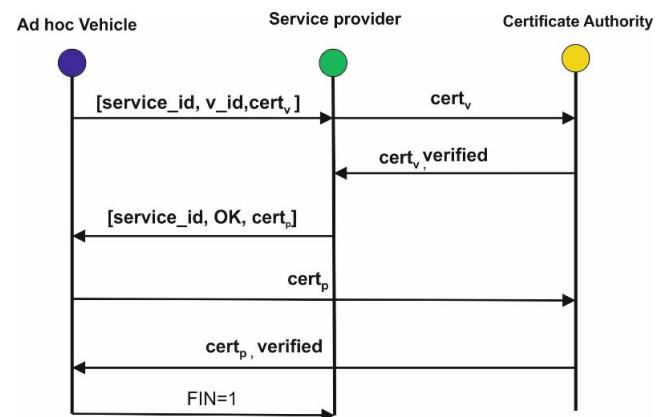 Ad hoc Vehicle
Service provider
Certificate Authority
[service_id, v_id,certᵥ ]
certᵥ
certᵥ, verified
[service_id, OK, certₚ]
certₚ
certₚ, verified
FIN=1